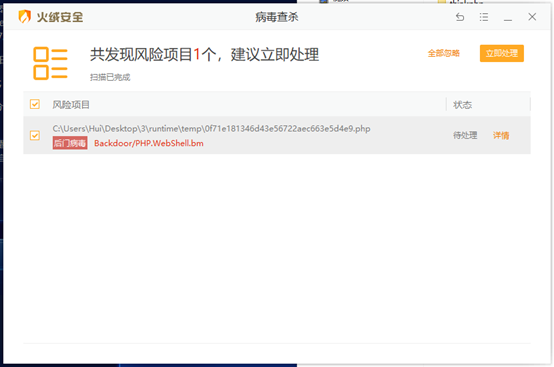 火绒安全
病毒查杀
共发现风险项目1个，建议立即处理
扫描已完成
全部忽略
立即处理
风险项目
状态
C:\Users\Hui\Desktop\3\runtime\temp\0f71e181346d43e56722aec663e5d4e9.php
后门病毒 Backdoor/PHP.WebShell.bm
待处理
详情